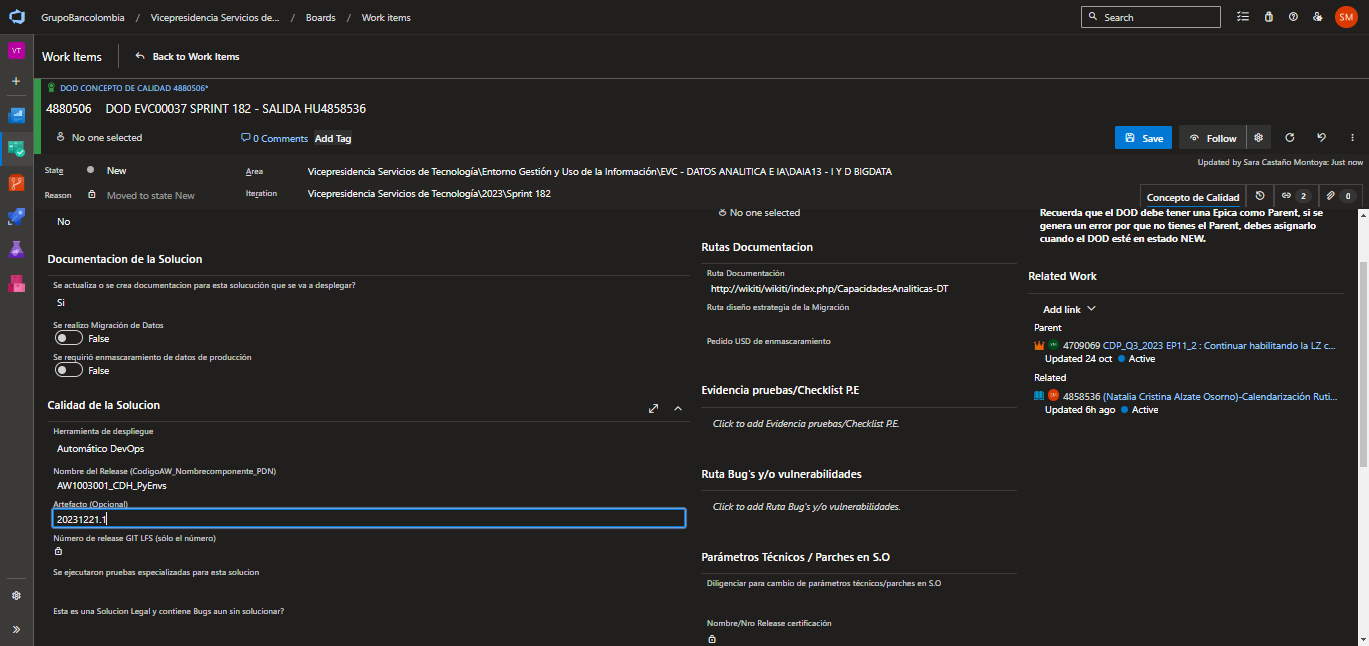 GrupoBancolombia / Vicepresidencia Servicios de... / Boards / Work items
Search
SM
VT
Work Items
Back to Work Items
DOD CONCEPTO DE CALIDAD 4880506*
4880506 DOD EVC00037 SPRINT 182 - SALIDA HU4858536
No one selected
0 Comments
Add Tag
Save
Follow
Updated by Sara Castaño Montoya: Just now
State
New
Area
Vicepresidencia Servicios de Tecnología\Entorno Gestión y Uso de la Información\EVC - DATOS ANALITICA E IA\DAIA13 - I Y D BIGDATA
Reason
Moved to state New
Iteration
Vicepresidencia Servicios de Tecnología\2023\Sprint 182
Concepto de Calidad
2
0
No
Documentacion de la Solucion
Se actualiza o se crea documentacion para esta solucución que se va a desplegar?
Si
Se realizo Migración de Datos
False
Se requirió enmascaramiento de datos de producción
False
Calidad de la Solucion
Herramienta de despliegue
Automático DevOps
Nombre del Release (CodigoAW_Nombrecomponente_PDN)
AW1003001_CDH_PyEnvs
Artefacto (Opcional)
20231221.1
Número de release GIT LFS (sólo el número)
Se ejecutaron pruebas especializadas para esta solucion
Esta es una Solucion Legal y contiene Bugs aun sin solucionar?
No one selected
Rutas Documentacion
Ruta Documentación
http://wikiti/wikiti/index.php/CapacidadesAnaliticas-DT
Ruta diseño estrategia de la Migración
Pedido USD de enmascaramiento
Evidencia pruebas/Checklist P.E
Click to add Evidencia pruebas/Checklist P.E.
Ruta Bug's y/o vulnerabilidades
Click to add Ruta Bug's y/o vulnerabilidades.
Parámetros Técnicos / Parches en S.O
Diligenciar para cambio de parámetros técnicos/parches en S.O
Nombre/Nro Release certificación
Recuerda que el DOD debe tener una Epica como Parent, si se
genera un error por que no tienes el Parent, debes asignarlo
cuando el DOD esté en estado NEW.
Related Work
Add link
Parent
4709069 CDP_Q3_2023 EP11_2 : Continuar habilitando la LZ c...
Updated 24 oct Active
Related
4858536 (Natalia Cristina Alzate Osorno)-Calendarización Ruti...
Updated 6h ago Active